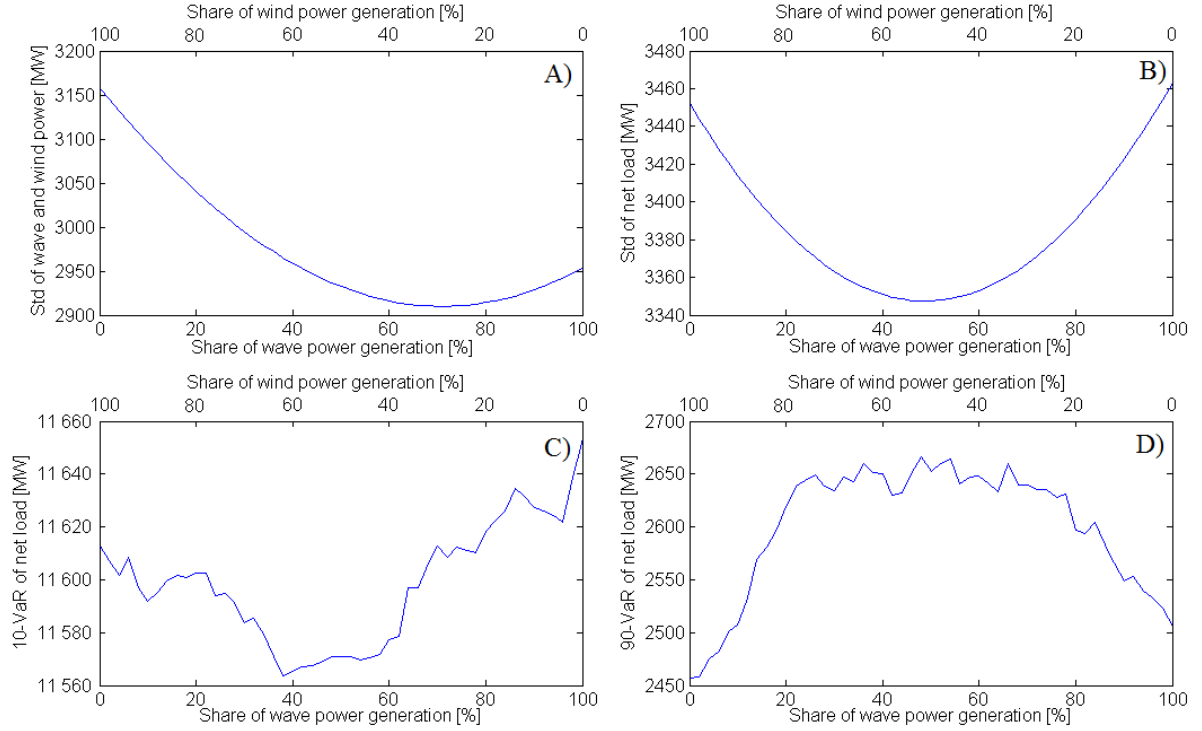 Share of wind power generation [%]
100 80 60 40 20 0
3200
3150
3100
3050
3000
2950
2900
Std of wave and wind power [MW]
A)
0 20 40 60 80 100
Share of wave power generation [%]
Share of wind power generation [%]
100 80 60 40 20 0
3480
3460
3440
3420
3400
3380
3360
3340
Std of net load [MW]
B)
0 20 40 60 80 100
Share of wave power generation [%]
Share of wind power generation [%]
100 80 60 40 20 0
11 660
11 640
11 620
11 600
11 580
11 560
10-VaR of net load [MW]
C)
0 20 40 60 80 100
Share of wave power generation [%]
Share of wind power generation [%]
100 80 60 40 20 0
2700
2650
2600
2550
2500
2450
90-VaR of net load [MW]
D)
0 20 40 60 80 100
Share of wave power generation [%]